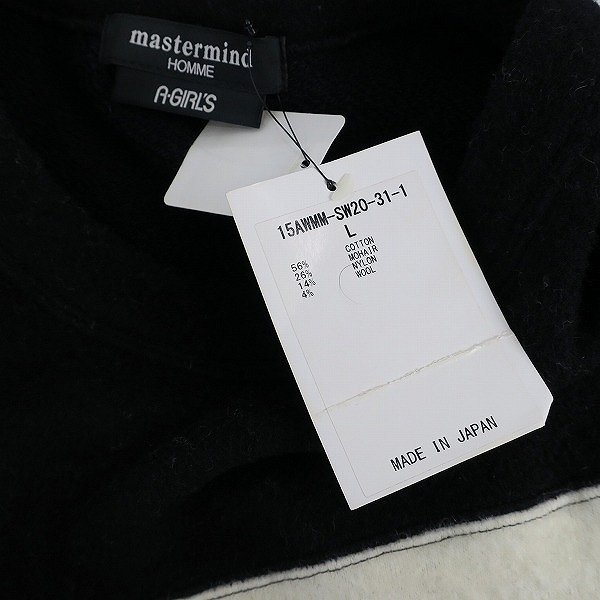 mastermind
HOMME
A・GIRL'S
15AWMM-SW20-31-1
L
56% COTTON
26% MOHAIR
14% NYLON
4% WOOL
MADE IN JAPAN